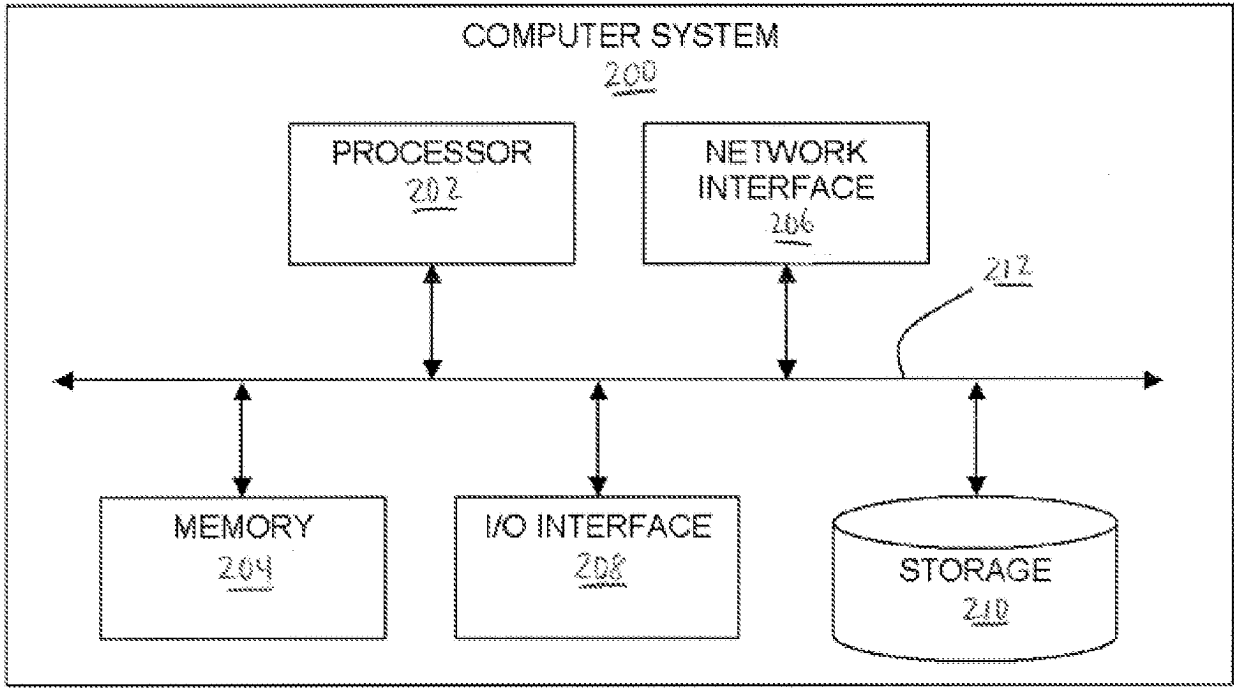 COMPUTER SYSTEM
200
PROCESSOR
202
NETWORK
INTERFACE
206
212
MEMORY
204
I/O INTERFACE
208
STORAGE
210